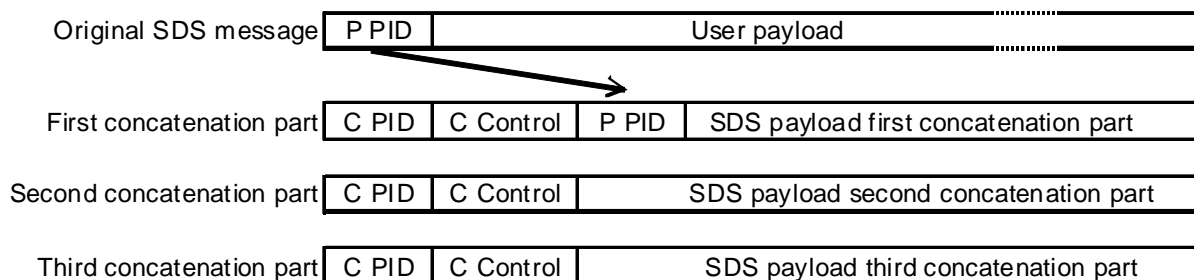 Original SDS message P PID User payload
First concatenation part C PID C Control P PID SDS payload first concatenation part
Second concatenation part C PID C Control SDS payload second concatenation part
Third concatenation part C PID C Control SDS payload third concatenation part